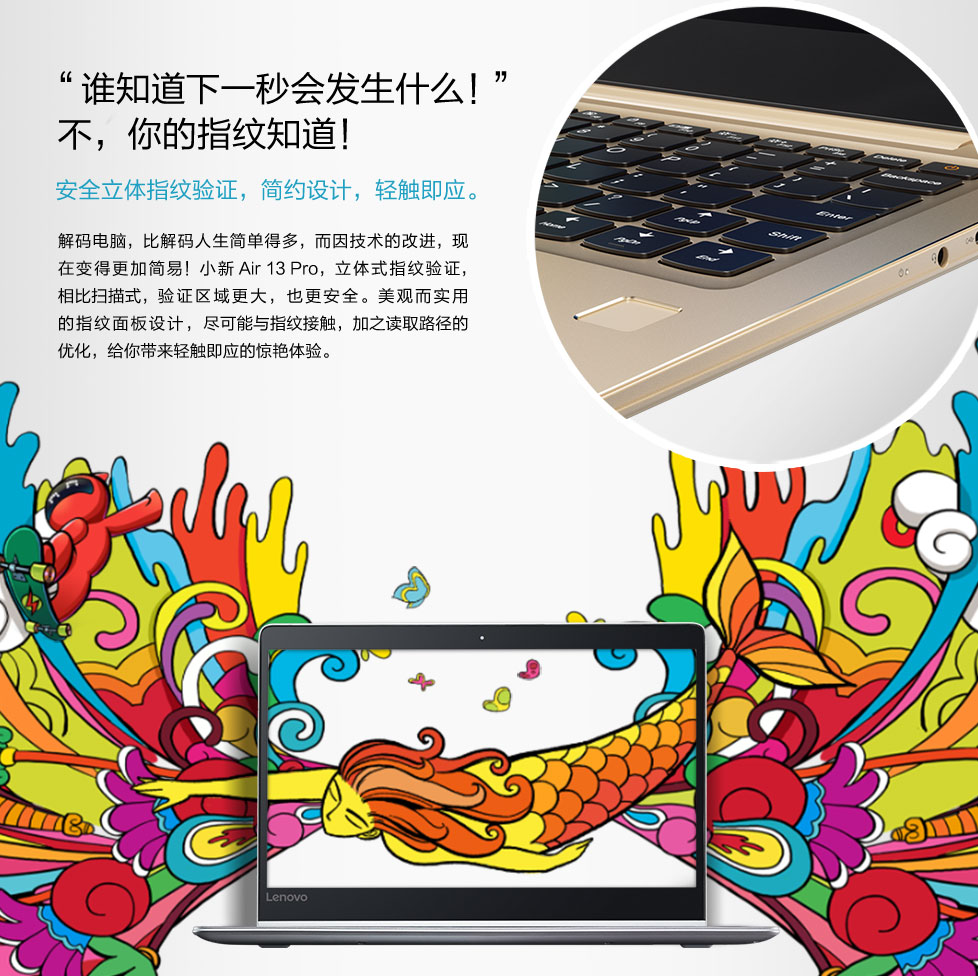 “谁知道下一秒会发生什么！”
不，你的指纹知道！
安全立体指纹验证，简约设计，轻触即应。
解码电脑，比解码人生简单得多，而因技术的改进，现
在变得更加简易！小新 Air 13 Pro，立体式指纹验证，
相比扫描式，验证区域更大，也更安全。美观而实用
的指纹面板设计，尽可能与指纹接触，加之读取路径的
优化，给你带来轻触即应的惊艳体验。
Delete
Backspace
Enter
Shift
Home
PgUp
PgDn
End
Lenovo